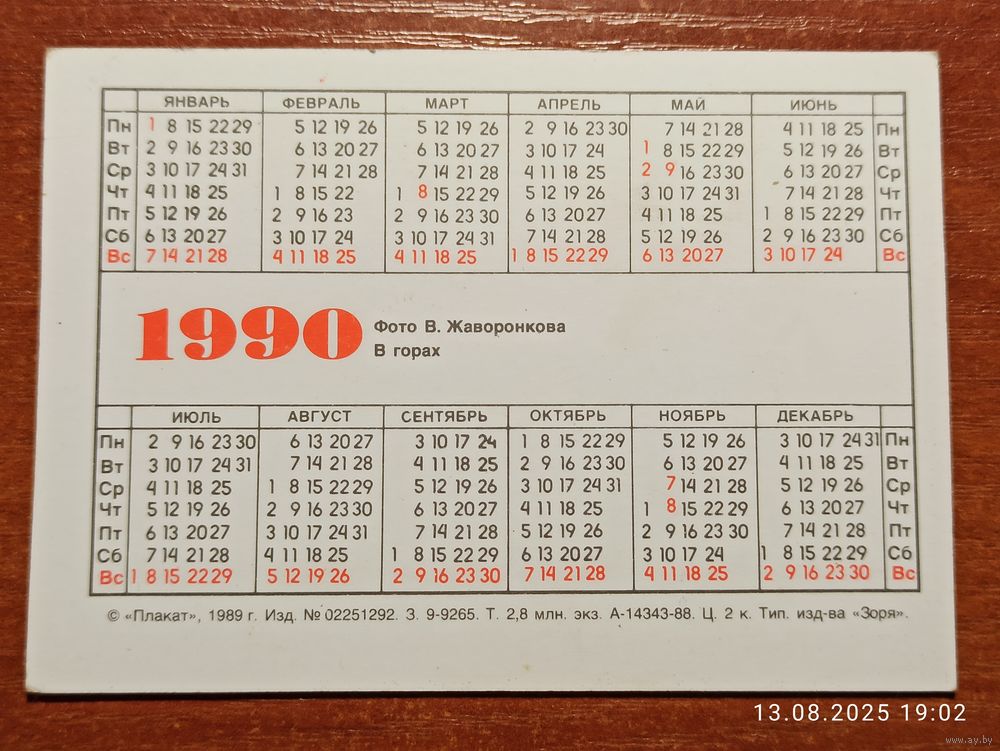 ЯНВАРЬ ФЕВРАЛЬ МАРТ АПРЕЛЬ МАЙ ИЮНЬ
Пн 1 8 15 22 29 5 12 19 26 5 12 19 26 2 9 16 23 30 7 14 21 28 4 11 18 25 Пн
Вт 2 9 16 23 30 6 13 20 27 6 13 20 27 3 10 17 24 1 8 15 22 29 5 12 19 26 Вт
Ср 3 10 17 24 31 7 14 21 28 7 14 21 28 4 11 18 25 2 9 16 23 30 6 13 20 27 Ср
Чт 4 11 18 25 1 8 15 22 1 8 15 22 29 5 12 19 26 3 10 17 24 31 7 14 21 28 Чт
Пт 5 12 19 26 2 9 16 23 2 9 16 23 30 6 13 20 27 4 11 18 25 1 8 15 22 29 Пт
Сб 6 13 20 27 3 10 17 24 3 10 17 24 31 7 14 21 28 5 12 19 26 2 9 16 23 30 Сб
Вс 7 14 21 28 4 11 18 25 4 11 18 25 1 8 15 22 29 6 13 20 27 3 10 17 24 Вс
1990
Фото В. Жаворонкова
В горах
ИЮЛЬ АВГУСТ СЕНТЯБРЬ ОКТЯБРЬ НОЯБРЬ ДЕКАБРЬ
Пн 2 9 16 23 30 6 13 20 27 3 10 17 24 1 8 15 22 29 5 12 19 26 3 10 17 24 31 Пн
Вт 3 10 17 24 31 7 14 21 28 4 11 18 25 2 9 16 23 30 6 13 20 27 4 11 18 25 Вт
Ср 4 11 18 25 1 8 15 22 29 5 12 19 26 3 10 17 24 31 7 14 21 28 5 12 19 26 Ср
Чт 5 12 19 26 2 9 16 23 30 6 13 20 27 4 11 18 25 1 8 15 22 29 6 13 20 27 Чт
Пт 6 13 20 27 3 10 17 24 31 7 14 21 28 5 12 19 26 2 9 16 23 30 7 14 21 28 Пт
Сб 7 14 21 28 4 11 18 25 1 8 15 22 29 6 13 20 27 3 10 17 24 1 8 15 22 29 Сб
Вс 1 8 15 22 29 5 12 19 26 2 9 16 23 30 7 14 21 28 4 11 18 25 2 9 16 23 30 Вс
© «Плакат», 1989 г. Изд. № 02251292. З. 9-9265. Т. 2,8 млн. экз. А-14343-88. Ц. 2 к. Тип. изд-ва «Зоря».
13.08.2025 19:02
www.ay.by